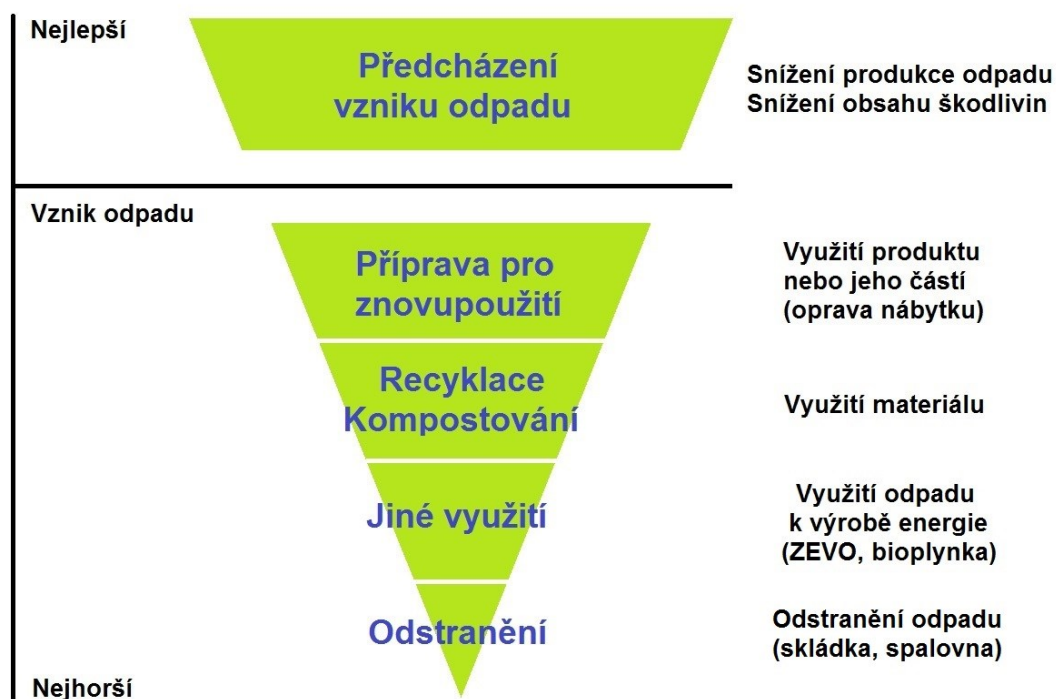 Nejlepší
Předcházení
vzniku odpadu
Snížení produkce odpadu
Snížení obsahu škodlivin
Vznik odpadu
Příprava pro
znovupoužití
Využití produktu
nebo jeho částí
(oprava nábytku)
Recyklace
Kompostování
Využití materiálu
Jiné využití
Využití odpadu
k výrobě energie
(ZEVO, bioplynka)
Odstranění
Odstranění odpadu
(skládka, spalovna)
Nejhorší